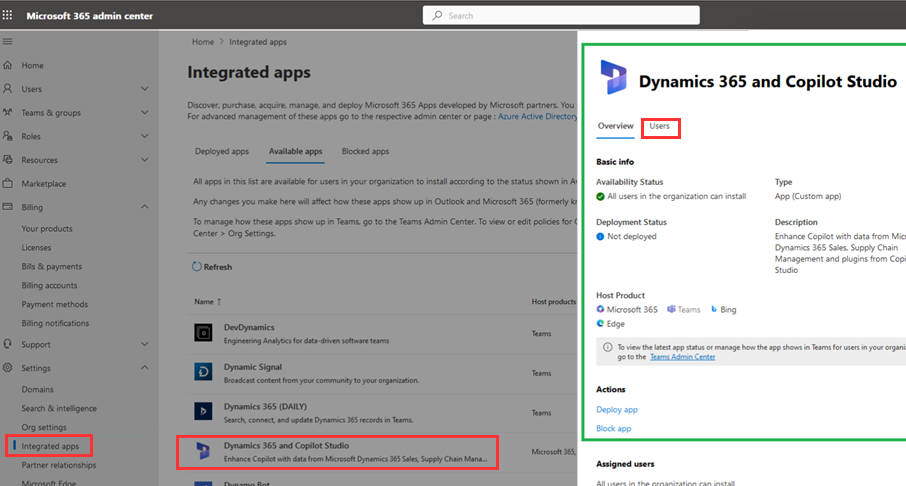 Microsoft 365 admin center
Search
Home
Users
Teams & groups
Roles
Resources
Marketplace
Billing
Your products
Licenses
Bills & payments
Billing accounts
Payment methods
Billing notifications
Support
Settings
Domains
Search & intelligence
Org settings
Integrated apps
Partner relationships
Microsoft Edge
Home > Integrated apps
Integrated apps
Discover, purchase, acquire, manage, and deploy Microsoft 365 Apps developed by Microsoft partners. You
For advanced management of these apps go to the respective admin center or page : Azure Active Directory
Deployed apps Available apps Blocked apps
All apps in this list are available for users in your organization to install according to the status shown in Av
Any changes you make here will affect how these apps show up in Outlook and Microsoft 365 (formerly kn
To manage how these apps show up in Teams, go to the Teams Admin Center. To view or edit policies for
Center > Org Settings.
Refresh
Name ↑ Host products
DevDynamics
Engineering Analytics for data-driven software teams
Teams
Dynamic Signal
Broadcast content from your community to your organization.
Teams
Dynamics 365 (DAILY)
Search, connect, and update Dynamics 365 records in Teams.
Teams
Dynamics 365 and Copilot Studio
Enhance Copilot with data from Microsoft Dynamics 365 Sales, Supply Chain Mana...
Microsoft 365,
Dynamo Bot
Dynamics 365 and Copilot Studio
Overview Users
Basic info
Availability Status
All users in the organization can install
Type
App (Custom app)
Deployment Status
Not deployed
Description
Enhance Copilot with data from Micr
Dynamics 365 Sales, Supply Chain
Management and plugins from Copi
Studio
Host Product
Microsoft 365 Teams Bing
Edge
To view the latest app status or manage how the app shows in Teams for users in your organiz
go to the Teams Admin Center
Actions
Deploy app
Block app
Assigned users
All users in the organization can install